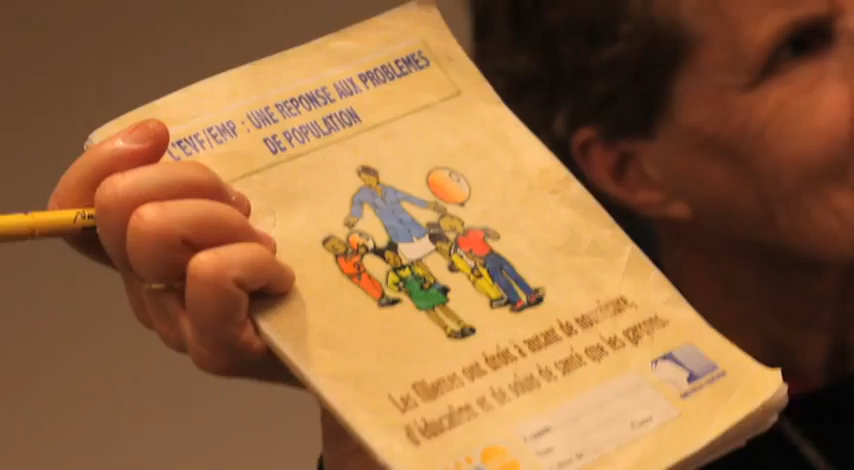 L'EVF/EMP : UNE REPONSE AUX PROBLEMES
DE POPULATION
Les fillettes ont droit à autant de nourriture,
d'éducation et de soins de santé que les garçons.